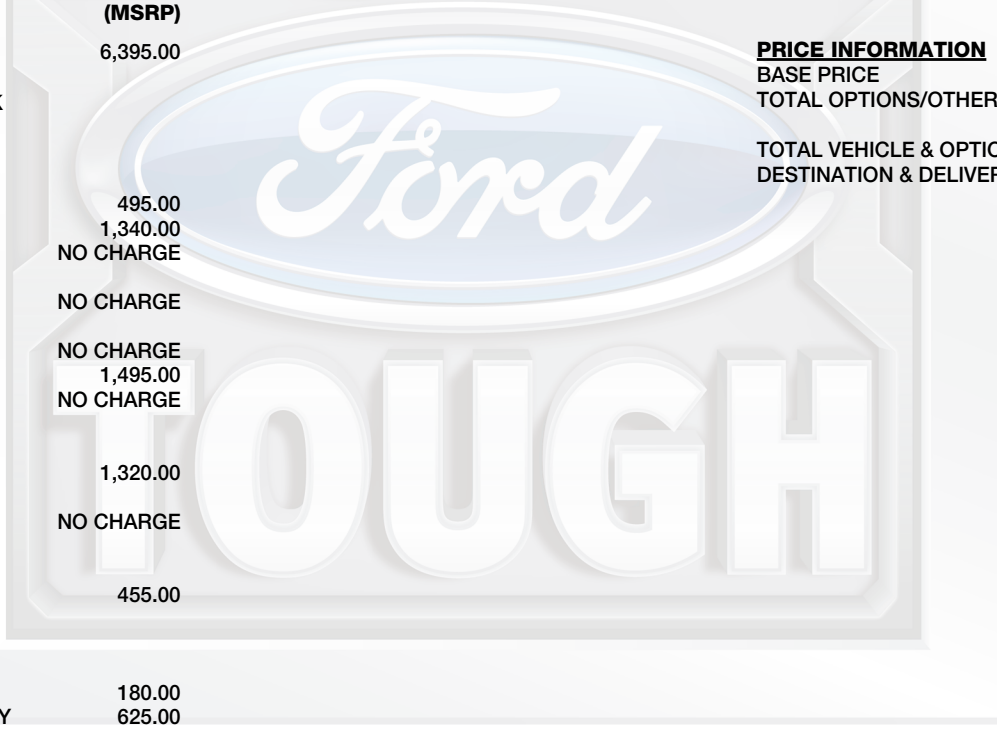 (MSRP)
6,395.00
K
495.00
1,340.00
NO CHARGE
NO CHARGE
NO CHARGE
1,495.00
NO CHARGE
1,320.00
NO CHARGE
455.00
180.00
Y 625.00
PRICE INFORMATION
BASE PRICE
TOTAL OPTIONS/OTHER
TOTAL VEHICLE & OPTIO
DESTINATION & DELIVER
Ford
TOUGH